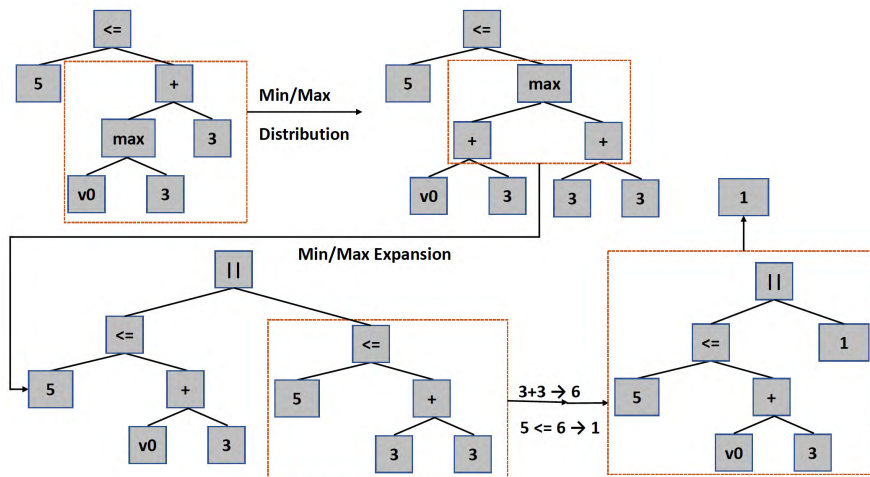 <=
5
+
max
3
v0
3
Min/Max
Distribution
<=
5
max
+
+
v0
3
3
3
Min/Max Expansion
||
<=
<=
5
+
v0
3
5
+
3
3
3+3 → 6
5 <= 6 → 1
1
||
<=
1
5
+
v0
3